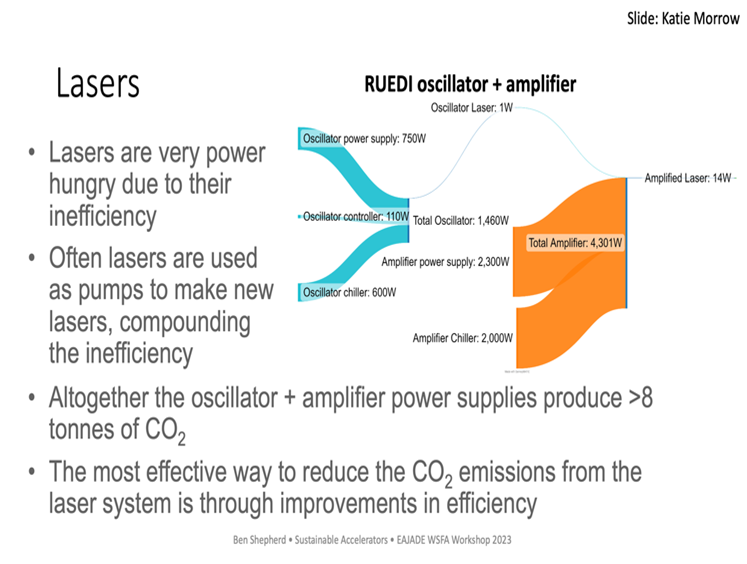 Slide: Katie Morrow
Lasers
RUEDI oscillator + amplifier
Oscillator Laser: 1W
Oscillator power supply: 750W
Amplified Laser: 14W
Oscillator controller: 110W
Total Oscillator: 1,460W
Total Amplifier: 4,301W
Amplifier power supply: 2,300W
Oscillator chiller: 600W
Amplifier Chiller: 2,000W
• Lasers are very power
hungry due to their
inefficiency
• Often lasers are used
as pumps to make new
lasers, compounding
the inefficiency
• Altogether the oscillator + amplifier power supplies produce >8
tonnes of CO₂
• The most effective way to reduce the CO₂ emissions from the
laser system is through improvements in efficiency
Ben Shepherd • Sustainable Accelerators • EAJADE WSFA Workshop 2023